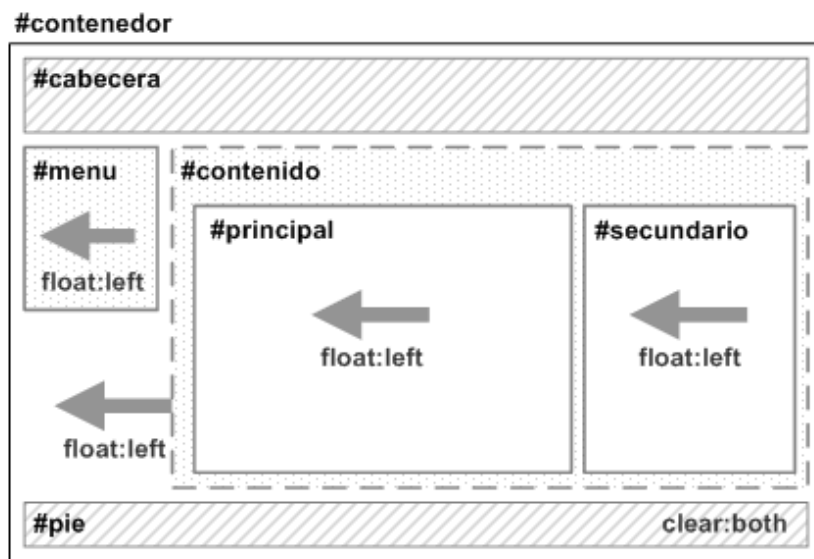 #contenedor
#cabecera
#menu
float:left
#contenido
#principal
float:left
#secundario
float:left
float:left
#pie
clear:both